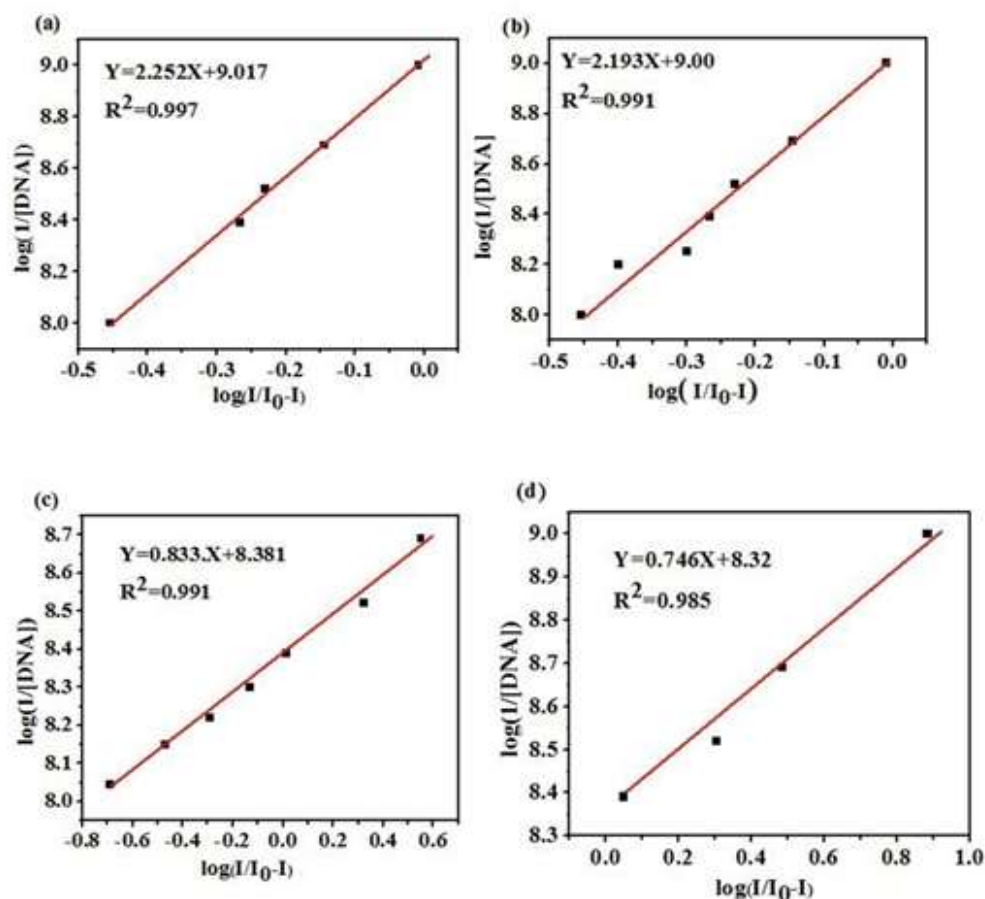 (a)
Y=2.252X+9.017
R²=0.997
log(1/[DNA])
9.0
8.8
8.6
8.4
8.2
8.0
-0.5 -0.4 -0.3 -0.2 -0.1 0.0
log(I/I₀-I)
(b)
Y=2.193X+9.00
R²=0.991
log(1/[DNA]
9.0
8.8
8.6
8.4
8.2
8.0
-0.5 -0.4 -0.3 -0.2 -0.1 0.0
log( I/I₀-I)
(c)
Y=0.833.X+8.381
R²=0.991
log(1/[DNA])
8.7
8.6
8.5
8.4
8.3
8.2
8.1
8.0
-0.8 -0.6 -0.4 -0.2 0.0 0.2 0.4 0.6
log(I/I₀-I)
(d)
Y=0.746X+8.32
R²=0.985
log(1/[DNA])
9.0
8.9
8.8
8.7
8.6
8.5
8.4
8.3
0.0 0.2 0.4 0.6 0.8 1.0
log(I/I₀-I)